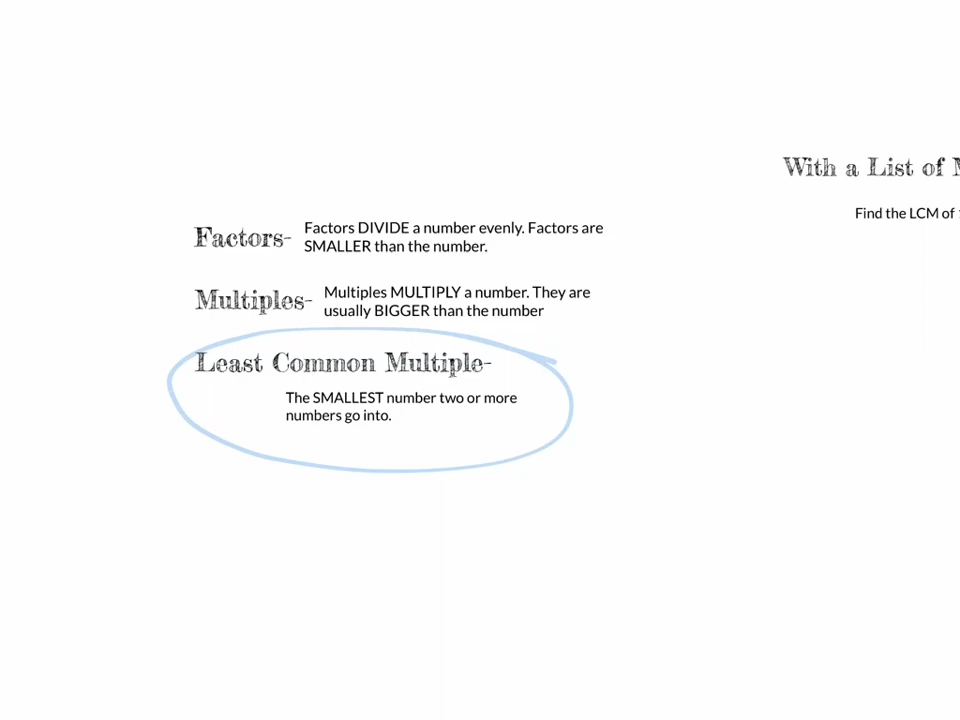 With a List of
Find the LCM of
Factors- Factors DIVIDE a number evenly. Factors are
SMALLER than the number.
Multiples- Multiples MULTIPLY a number. They are
usually BIGGER than the number
Least Common Multiple-
The SMALLEST number two or more
numbers go into.